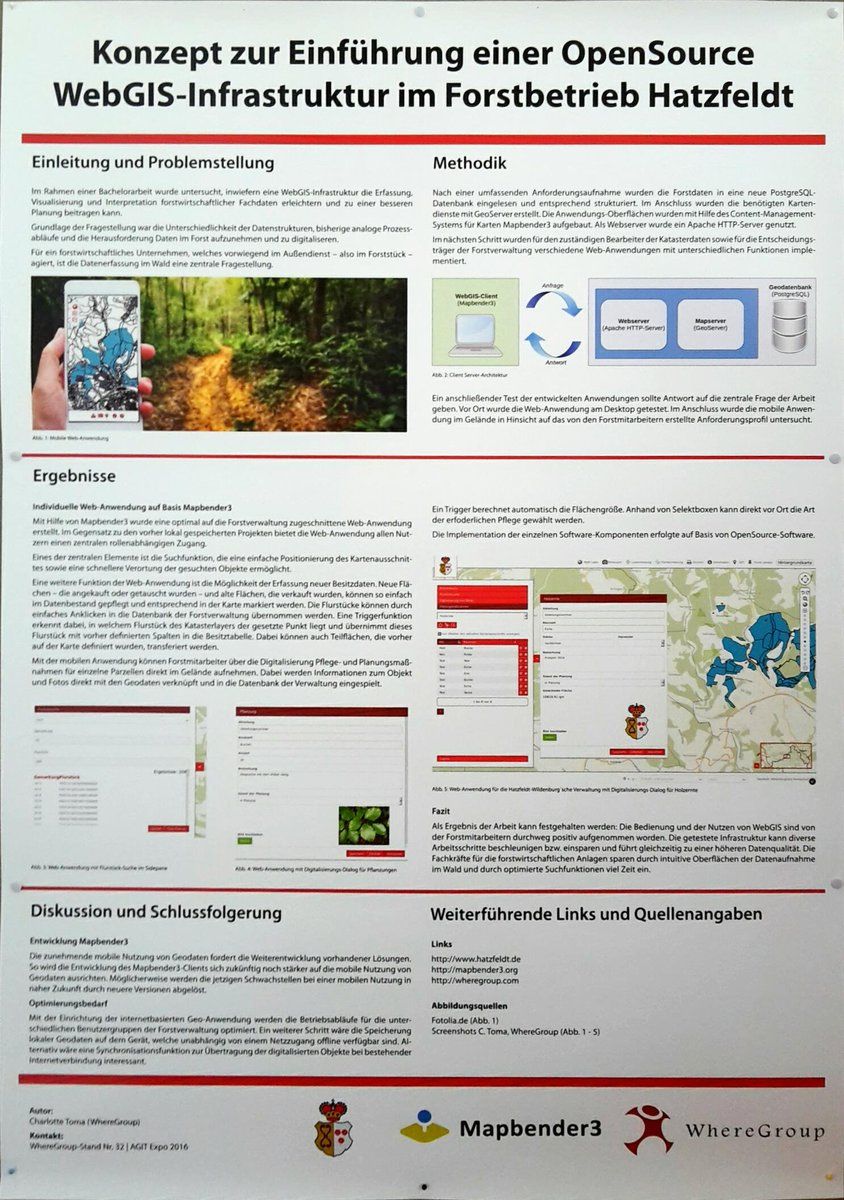 Konzept zur Einführung einer OpenSource
WebGIS-Infrastruktur im Forstbetrieb Hatzfeldt
Einleitung und Problemstellung
Im Rahmen einer Bachelorarbeit wurde untersucht, inwiefern eine WebGIS-Infrastruktur die Erfassung,
Visualisierung und Interpretation forstwirtschaftlicher Fachdaten erleichtern und zu einer besseren
Planung beitragen kann.
Grundlage der Fragestellung war die Unterschiedlichkeit der Datenstrukturen, bisherige analoge Prozess-
abläufe und die Herausforderung Daten im Forst aufzunehmen und zu digitalisieren.
Für ein forstwirtschaftliches Unternehmen, welches vorwiegend im Außendienst – also im Forststück –
agiert, ist die Datenerfassung im Wald eine zentrale Fragestellung.
Abb. 1: Mobile Web-Anwendung
Methodik
Nach einer umfassenden Anforderungsaufnahme wurden die Forstdaten in eine neue PostgreSQL-
Datenbank eingelesen und entsprechend strukturiert. Im Anschluss wurden die benötigten Karten-
dienste mit GeoServer erstellt. Die Anwendungs-Oberflächen wurden mit Hilfe des Content-Management-
Systems für Karten Mapbender3 aufgebaut. Als Webserver wurde ein Apache HTTP-Server genutzt.
Im nächsten Schritt wurden für den zuständigen Bearbeiter der Katasterdaten sowie für die Entscheidungs-
träger der Forstverwaltung verschiedene Web-Anwendungen mit unterschiedlichen Funktionen imple-
mentiert.
WebGIS-Client
(Mapbender3)
Anfrage
Antwort
Webserver
(Apache HTTP-Server)
Mapserver
(GeoServer)
Geodatenbank
(PostgreSQL)
Abb. 2: Client Server-Architektur
Ein anschließender Test der entwickelten Anwendungen sollte Antwort auf die zentrale Frage der Arbeit
geben. Vor Ort wurde die Web-Anwendung am Desktop getestet. Im Anschluss wurde die mobile Anwen-
dung im Gelände in Hinsicht auf das von den Forstmitarbeitern erstellte Anforderungsprofil untersucht.
Ergebnisse
Individuelle Web-Anwendung auf Basis Mapbender3
Mit Hilfe von Mapbender3 wurde eine optimal auf die Forstverwaltung zugeschnittene Web-Anwendung
erstellt. Im Gegensatz zu den vorher lokal gespeicherten Projekten bietet die Web-Anwendung allen Nut-
zern einen zentralen rollenabhängigen Zugang.
Eines der zentralen Elemente ist die Suchfunktion, die eine einfache Positionierung des Kartenausschnit-
tes sowie eine schnellere Verortung der gesuchten Objekte ermöglicht.
Eine weitere Funktion der Web-Anwendung ist die Möglichkeit der Erfassung neuer Besitzdaten. Neue Flä-
chen – die angekauft oder getauscht wurden – und alte Flächen, die verkauft wurden, können so einfach
im Datenbestand gepflegt und entsprechend in der Karte markiert werden. Die Flurstücke können durch
einfaches Anklicken in die Datenbank der Forstverwaltung übernommen werden. Eine Triggerfunktion
erkennt dabei, in welchem Flurstück des Katasterlayers der gesetzte Punkt liegt und übernimmt dieses
Flurstück mit vorher definierten Spalten in die Besitztabelle. Dabei können auch Teilflächen, die vorher
auf der Karte definiert wurden, transferiert werden.
Mit der mobilen Anwendung können Forstmitarbeiter über die Digitalisierung Pflege- und Planungsmaß-
nahmen für einzelne Parzellen direkt im Gelände aufnehmen. Dabei werden Informationen zum Objekt
und Fotos direkt mit den Geodaten verknüpft und in die Datenbank der Verwaltung eingespielt.
Pflanzung
Abb. 3: Web-Anwendung mit Flurstück-Suche im Sidepane
Abb. 4: Web-Anwendung mit Digitalisierungs-Dialog für Pflanzungen
Ein Trigger berechnet automatisch die Flächengröße. Anhand von Selektboxen kann direkt vor Ort die Art
der erforderlichen Pflege gewählt werden.
Die Implementation der einzelnen Software-Komponenten erfolgte auf Basis von OpenSource-Software.
Abb. 5: Web-Anwendung für die Hatzfeldt-Wildenburg'sche Verwaltung mit Digitalisierungs-Dialog für Holzernte
Fazit
Als Ergebnis der Arbeit kann festgehalten werden: Die Bedienung und der Nutzen von WebGIS sind von
der Forstmitarbeitern durchweg positiv aufgenommen worden. Die getestete Infrastruktur kann diverse
Arbeitsschritte beschleunigen bzw. einsparen und führt gleichzeitig zu einer höheren Datenqualität. Die
Fachkräfte für die forstwirtschaftlichen Anlagen sparen durch intuitive Oberflächen der Datenaufnahme
im Wald und durch optimierte Suchfunktionen viel Zeit ein.
Diskussion und Schlussfolgerung
Entwicklung Mapbender3
Die zunehmende mobile Nutzung von Geodaten fordert die Weiterentwicklung vorhandener Lösungen.
So wird die Entwicklung des Mapbender3-Clients sich zukünftig noch stärker auf die mobile Nutzung von
Geodaten ausrichten. Möglicherweise werden die jetzigen Schwachstellen bei einer mobilen Nutzung in
naher Zukunft durch neuere Versionen abgelöst.
Optimierungsbedarf
Mit der Einrichtung der internetbasierten Geo-Anwendung werden die Betriebsabläufe für die unter-
schiedlichen Benutzergruppen der Forstverwaltung optimiert. Ein weiterer Schritt wäre die Speicherung
lokaler Geodaten auf dem Gerät, welche unabhängig von einem Netzzugang offline verfügbar sind. Al-
ternativ wäre eine Synchronisationsfunktion zur Übertragung der digitalisierten Objekte bei bestehender
Internetverbindung interessant.
Weiterführende Links und Quellenangaben
Links
http://www.hatzfeldt.de
http://mapbender3.org
http://wheregroup.com
Abbildungsquellen
Fotolia.de (Abb. 1)
Screenshots C. Toma, WhereGroup (Abb. 1 - 5)
Autor:
Charlotte Toma (WhereGroup)
Kontakt:
WhereGroup-Stand Nr. 32 | AGIT Expo 2016
Mapbender3
WhereGroup